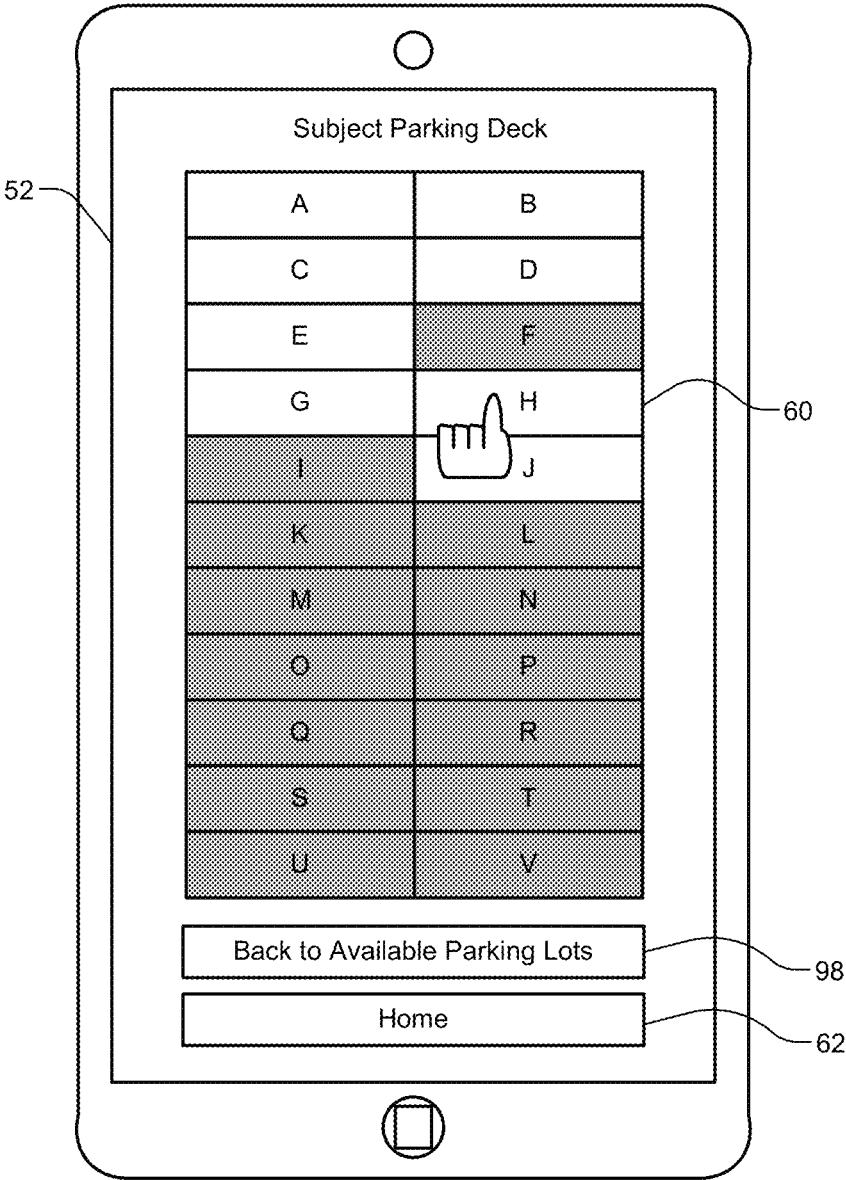 Subject Parking Deck
52
A B
C D
E F
G H
60
I J
K L
M N
O P
Q R
S T
U V
Back to Available Parking Lots
98
Home
62